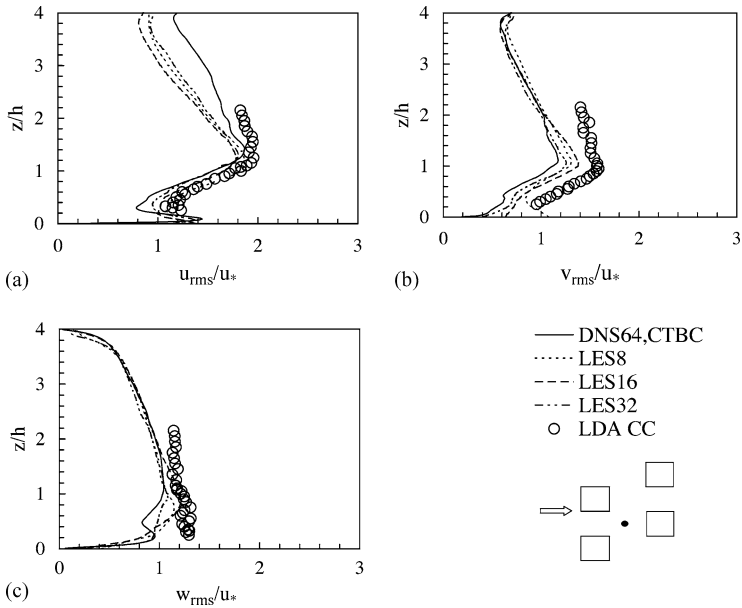 4
3
2
1
0
z/h
0
1
2
3
u_rms/u_*
(a)
4
3
2
1
0
z/h
0
1
2
3
v_rms/u_*
(b)
4
3
2
1
0
z/h
0
1
2
3
w_rms/u_*
(c)
DNS64,CTBC
LES8
LES16
LES32
LDA CC